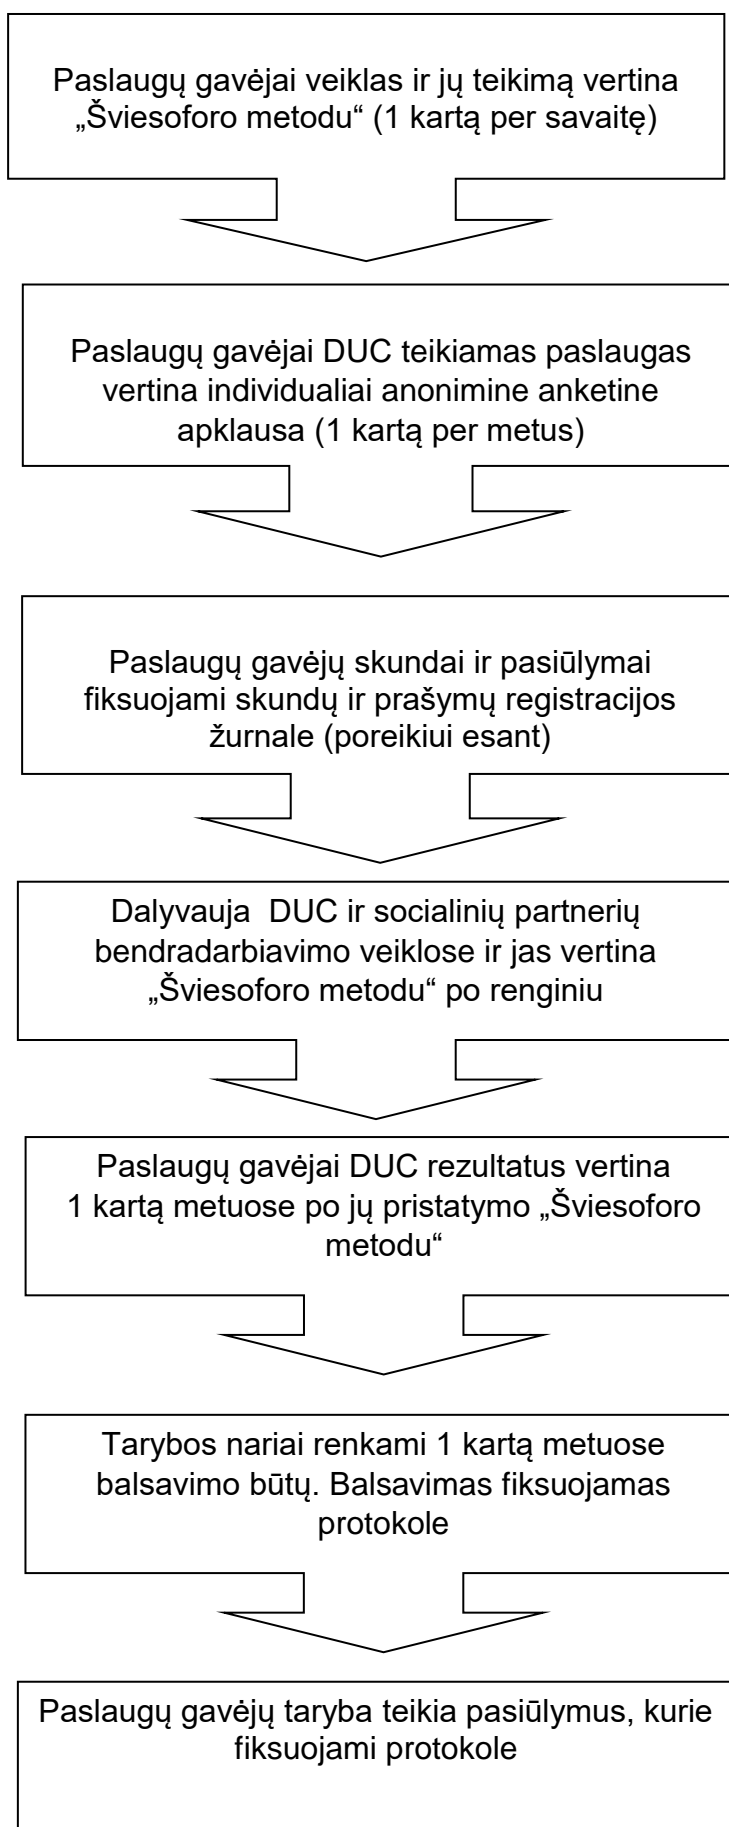 Paslaugų gavėjai veiklas ir jų teikimą vertina
„Šviesoforo metodu“ (1 kartą per savaitę)
Paslaugų gavėjai DUC teikiamas paslaugas
vertina individualiai anonimine anketine
apklausa (1 kartą per metus)
Paslaugų gavėjų skundai ir pasiūlymai
fiksuojami skundų ir prašymų registracijos
žurnale (poreikiui esant)
Dalyvauja DUC ir socialinių partnerių
bendradarbiavimo veiklose ir jas vertina
„Šviesoforo metodu“ po renginiu
Paslaugų gavėjai DUC rezultatus vertina
1 kartą metuose po jų pristatymo „Šviesoforo
metodu“
Tarybos nariai renkami 1 kartą metuose
balsavimo būtų. Balsavimas fiksuojamas
protokole
Paslaugų gavėjų taryba teikia pasiūlymus, kurie
fiksuojami protokole